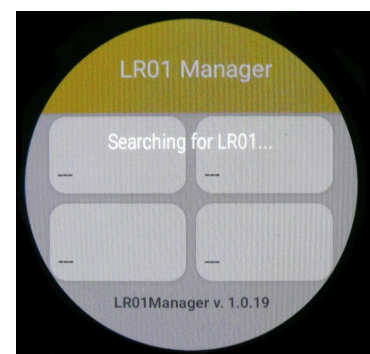 LR01 Manager
Searching for LR01...
---
---
---
---
LR01Manager v. 1.0.19